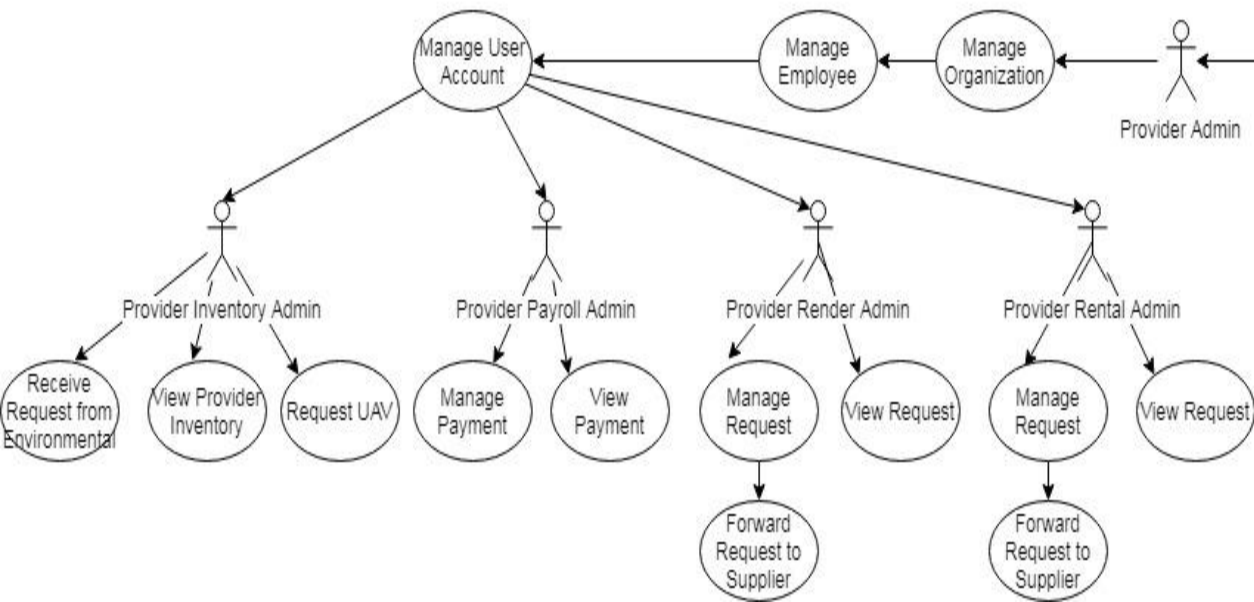 Manage User
Account
Manage
Employee
Manage
Organization
Provider Admin
Provider Inventory Admin
Provider Payroll Admin
Provider Render Admin
Provider Rental Admin
Receive
Request from
Environmental
View Provider
Inventory
Request UAV
Manage
Payment
View
Payment
Manage
Request
View Request
Manage
Request
View Request
Forward
Request to
Supplier
Forward
Request to
Supplier